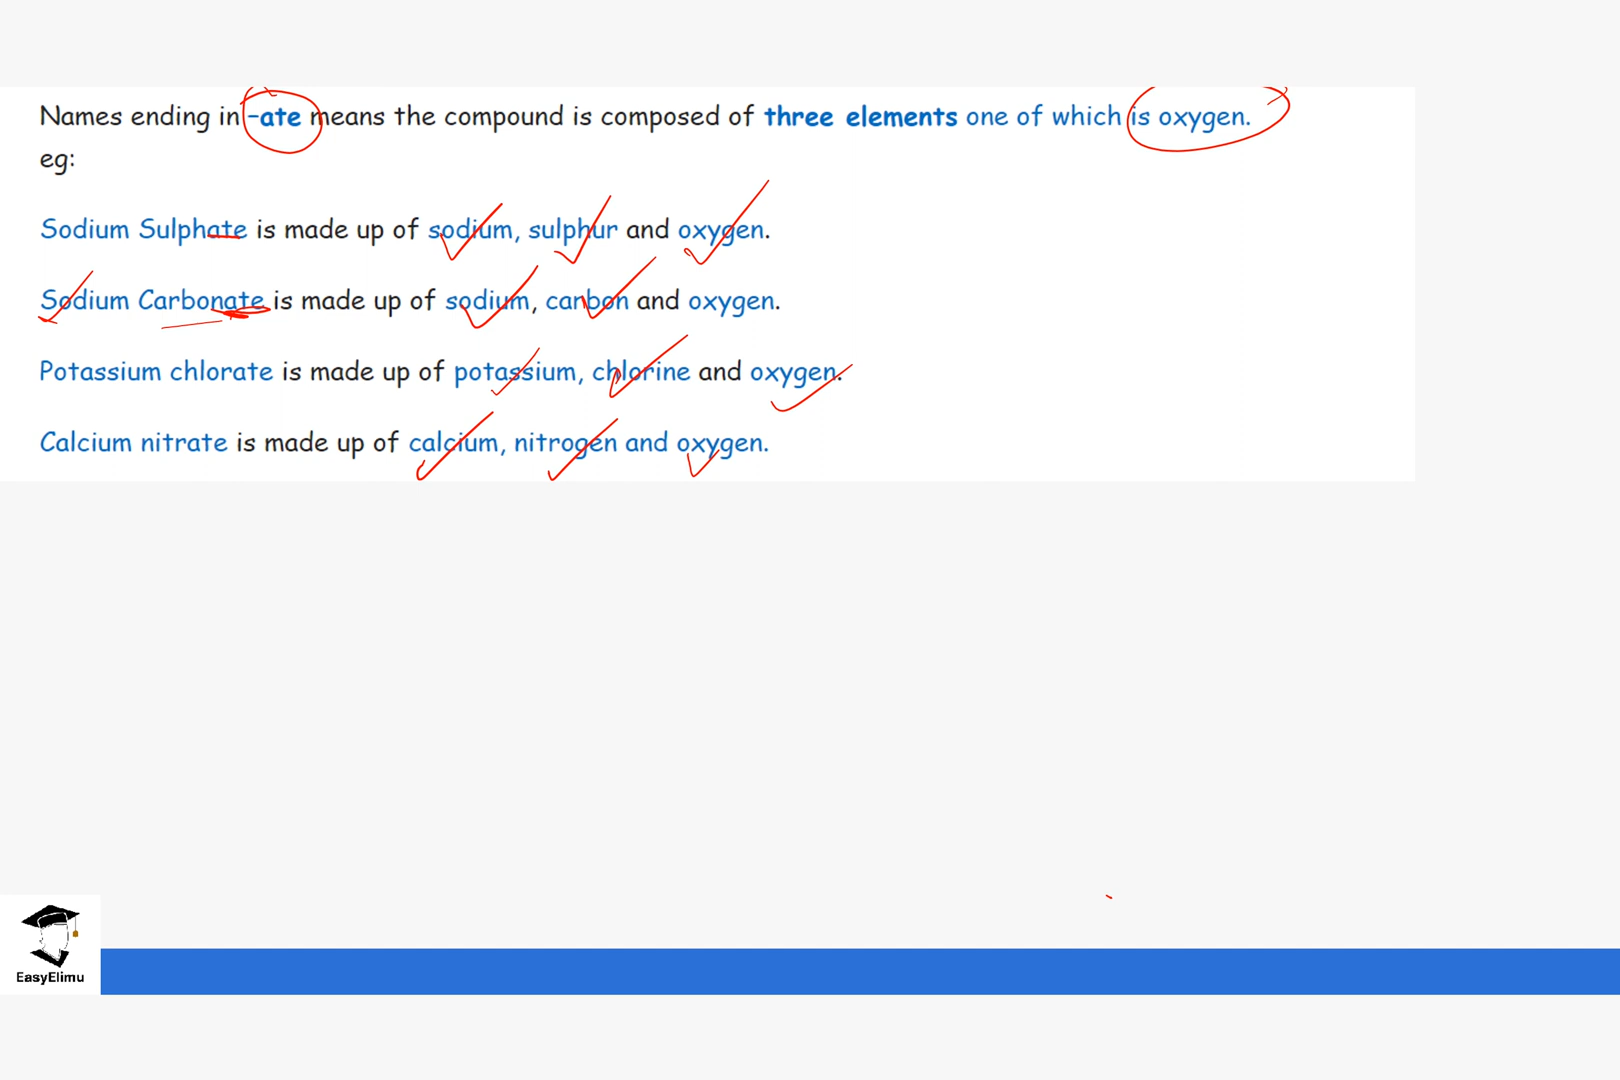 Names ending in -ate means the compound is composed of three elements one of which is oxygen.
eg:
Sodium Sulphate is made up of sodium, sulphur and oxygen.
Sodium Carbonate is made up of sodium, carbon and oxygen.
Potassium chlorate is made up of potassium, chlorine and oxygen.
Calcium nitrate is made up of calcium, nitrogen and oxygen.
EasyElimu